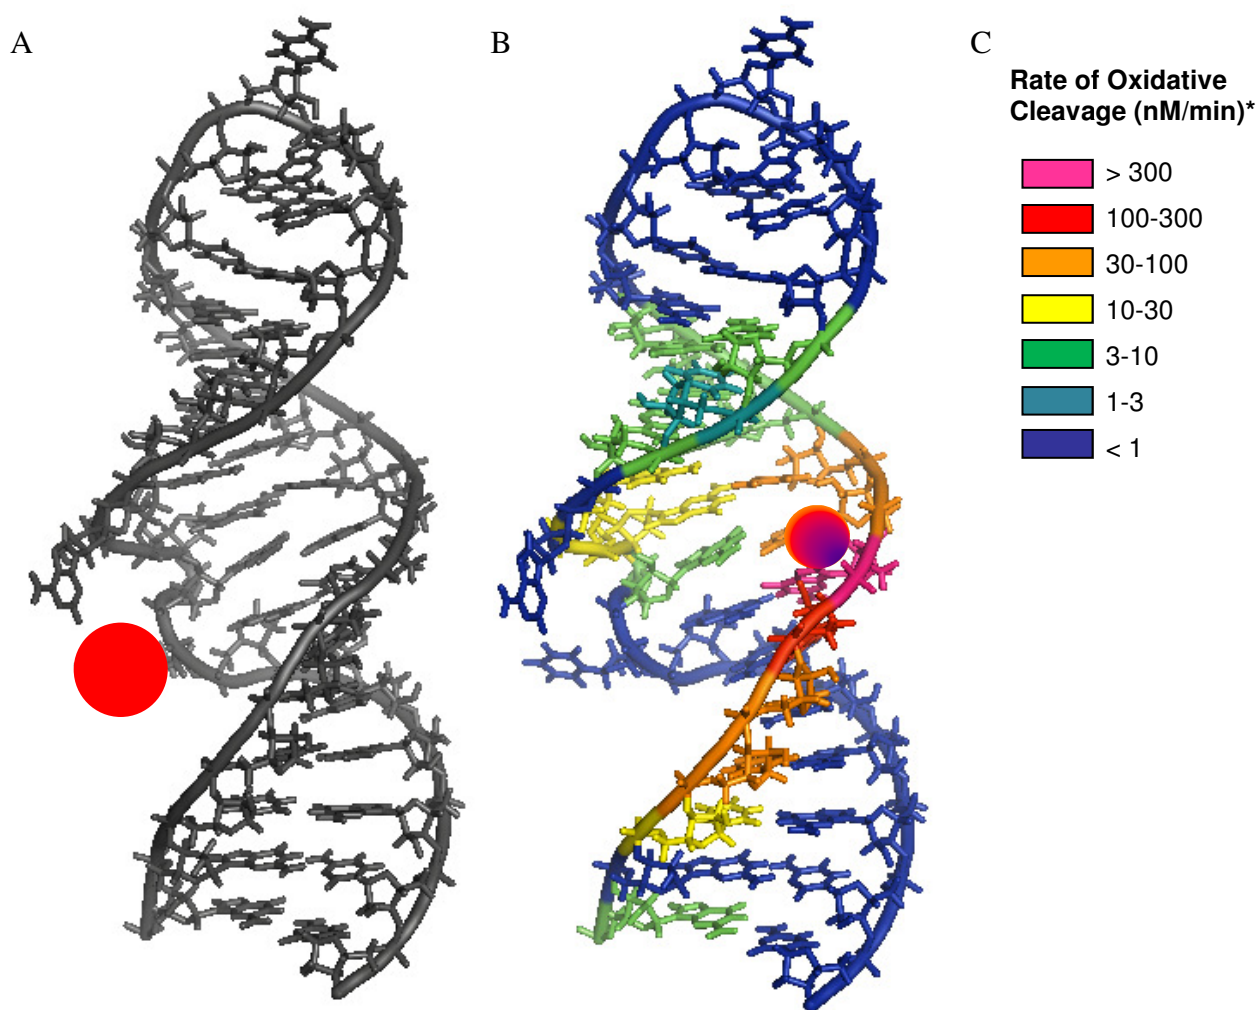 A
B
C
Rate of Oxidative
Cleavage (nM/min)*
> 300
100-300
30-100
10-30
3-10
1-3
< 1